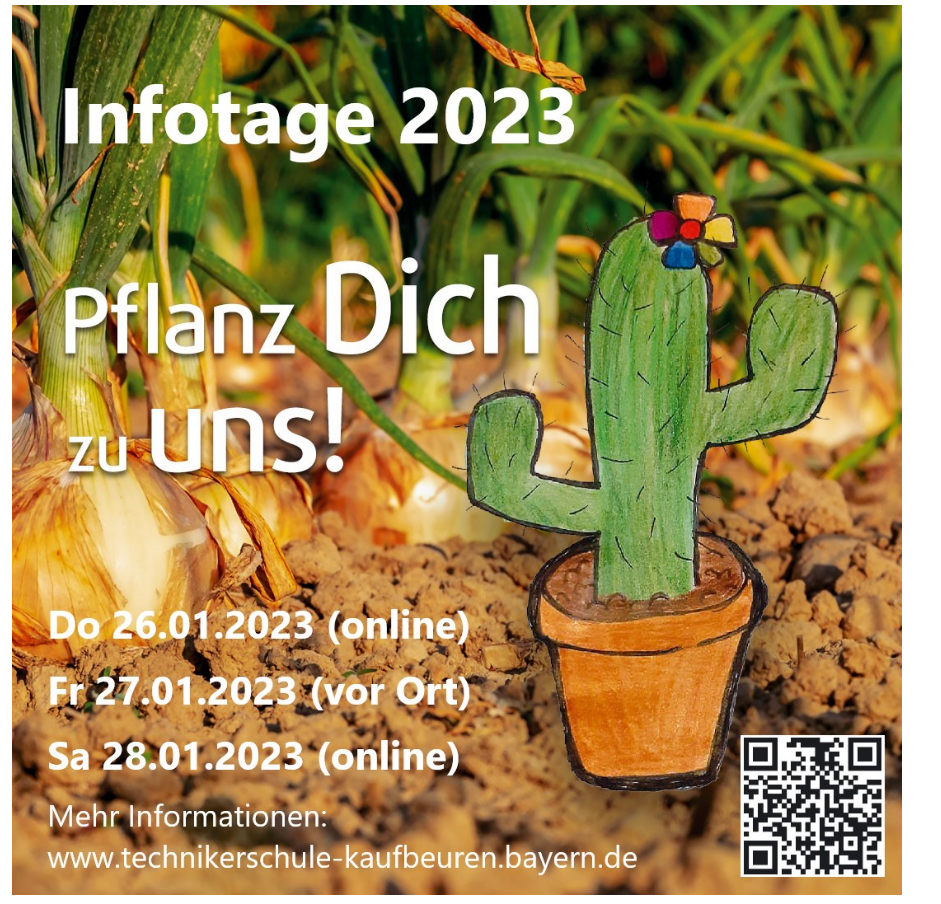 Infotage 2023
Pflanz Dich
zu uns!
Do 26.01.2023 (online)
Fr 27.01.2023 (vor Ort)
Sa 28.01.2023 (online)
Mehr Informationen:
www.technikerschule-kaufbeuren.bayern.de